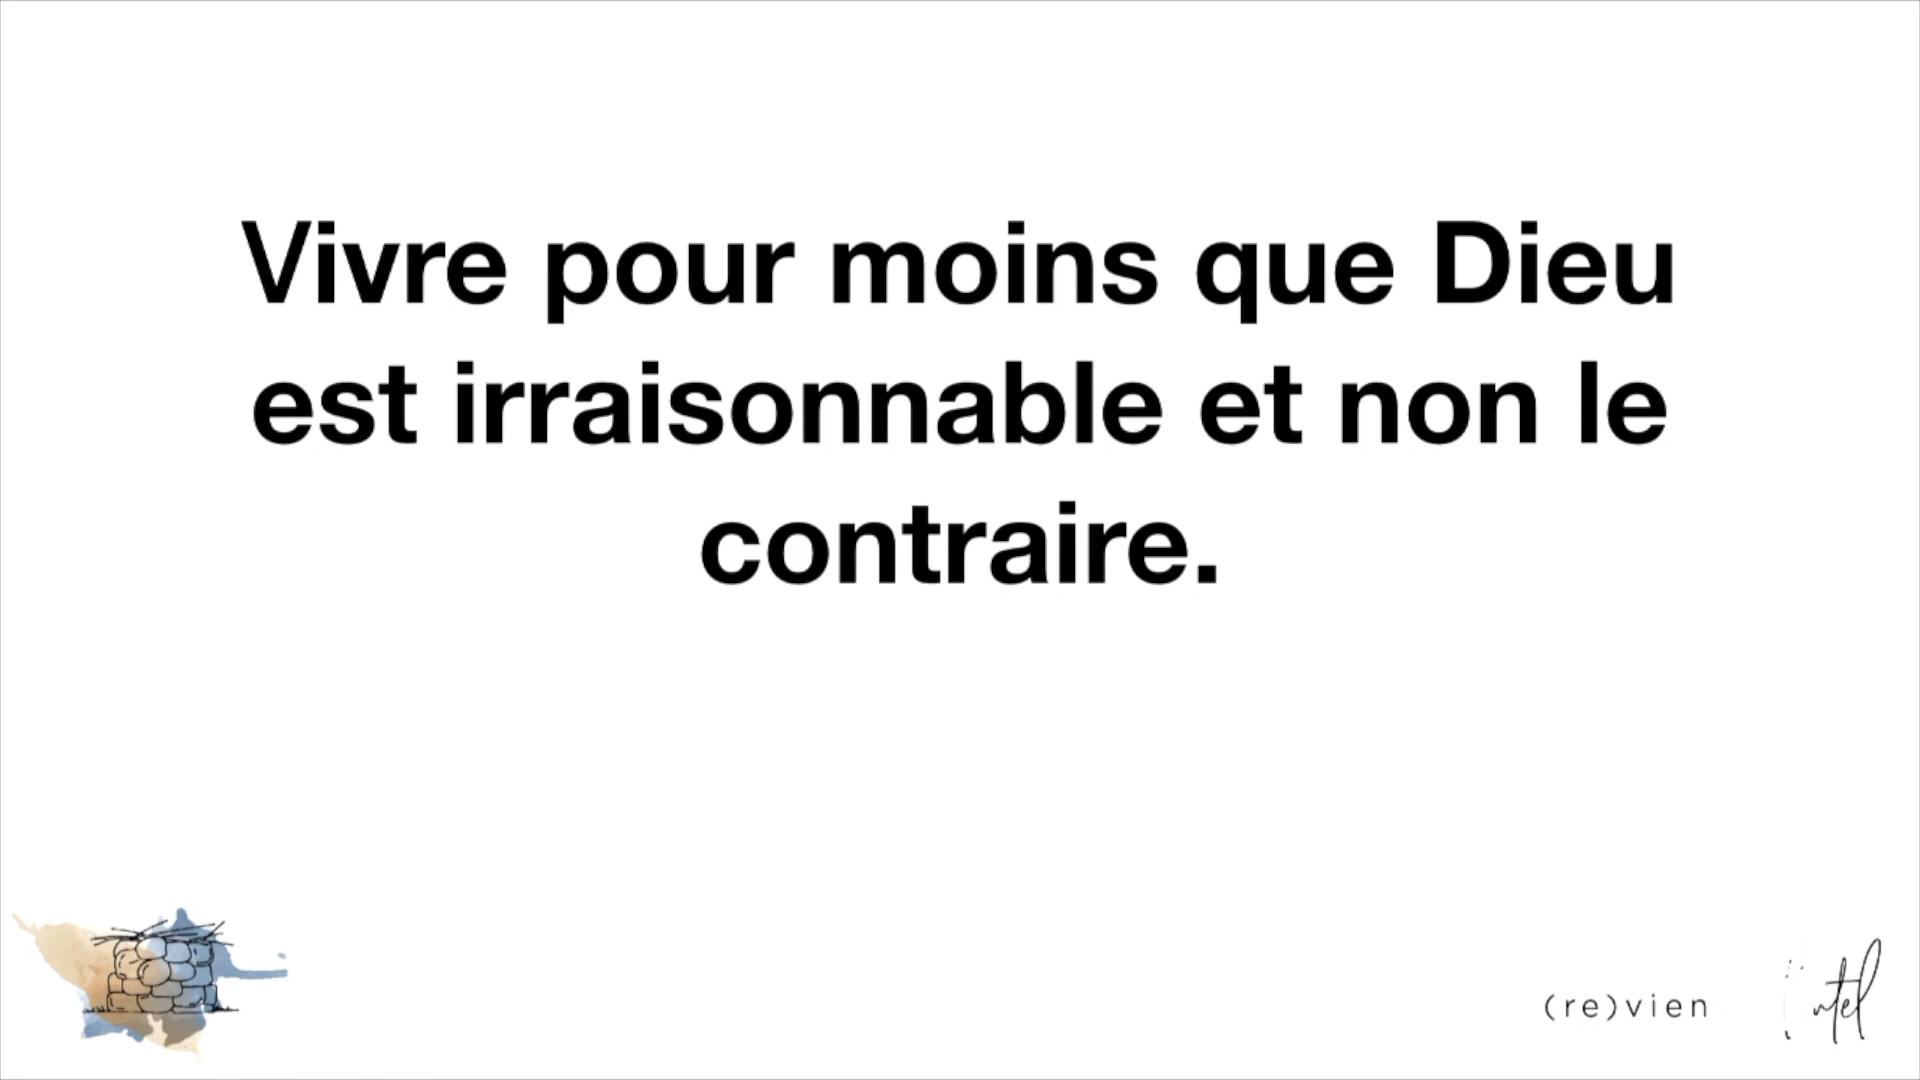 Vivre pour moins que Dieu
est irraisonnable et non le
contraire.
(re)vien